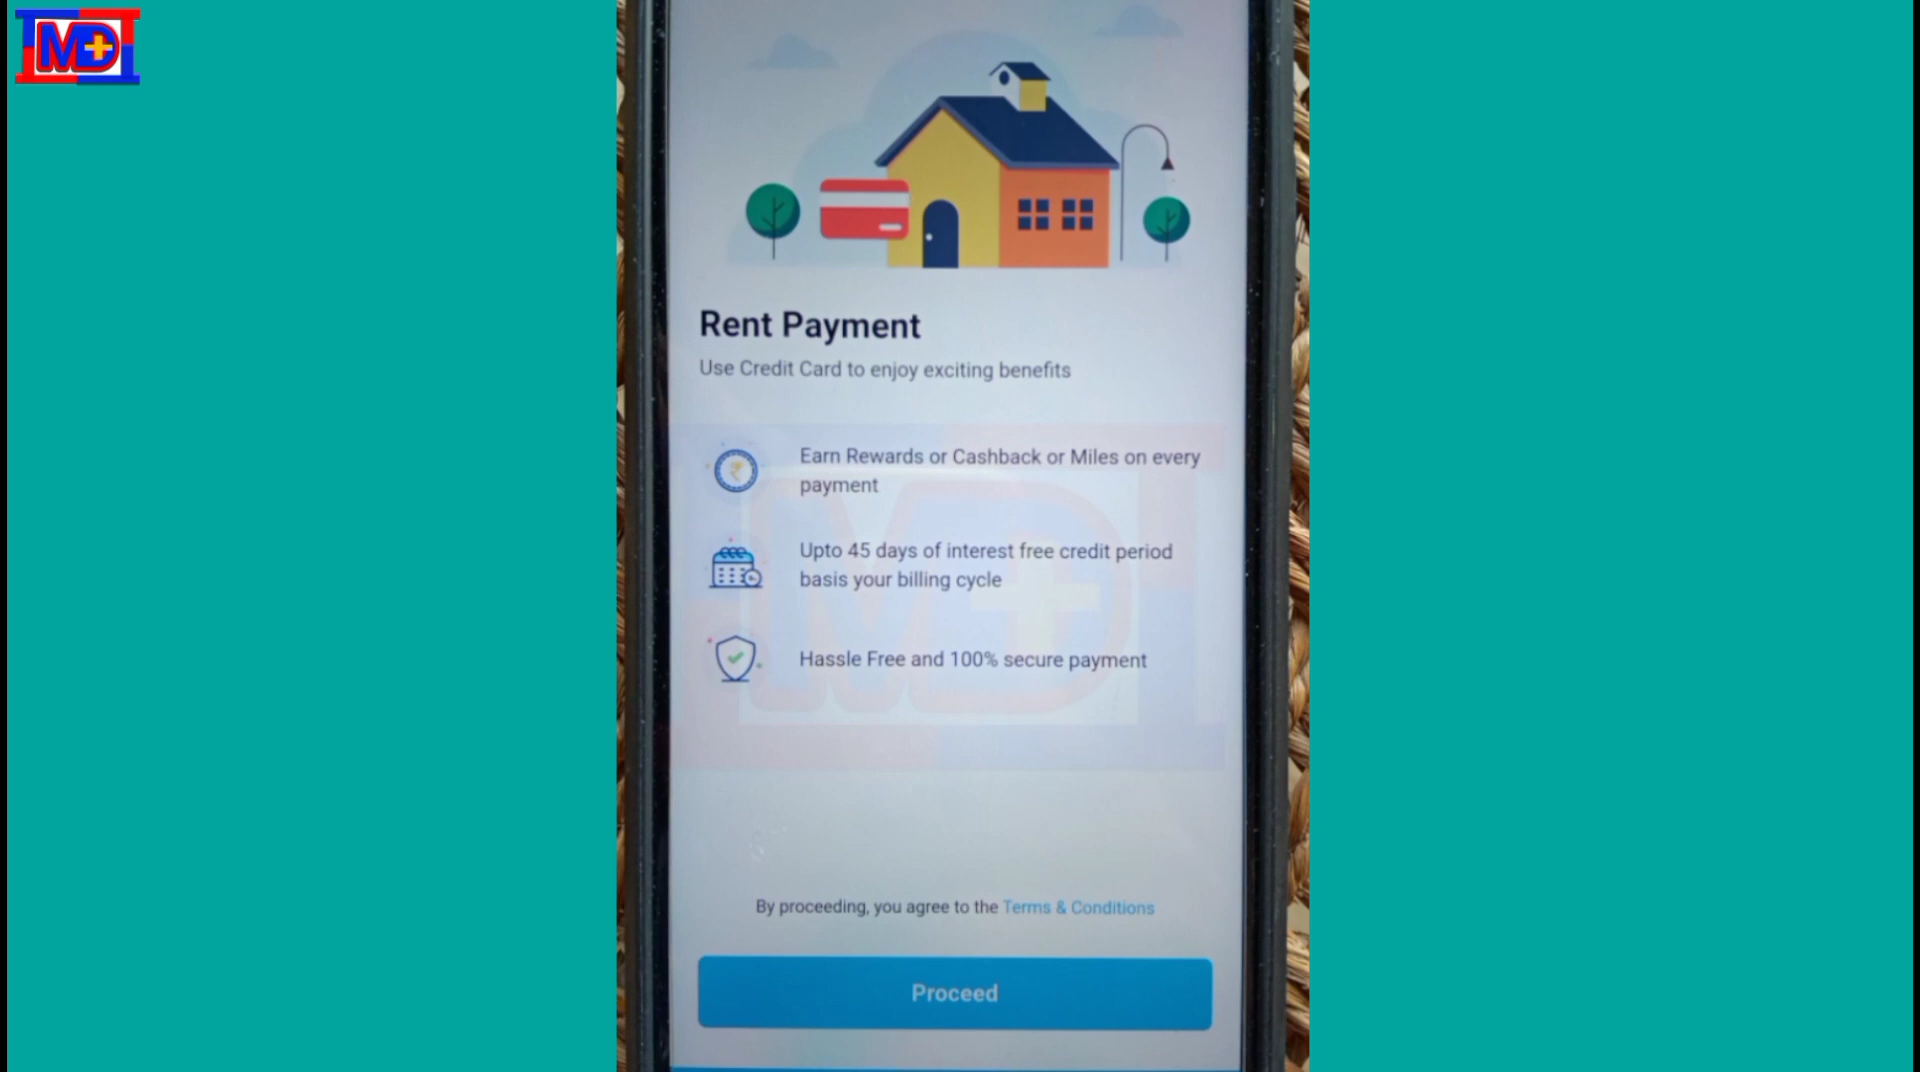 MD+
Rent Payment
Use Credit Card to enjoy exciting benefits
Earn Rewards or Cashback or Miles on every
payment
Upto 45 days of interest free credit period
basis your billing cycle
Hassle Free and 100% secure payment
MD+
By proceeding, you agree to the Terms & Conditions
Proceed